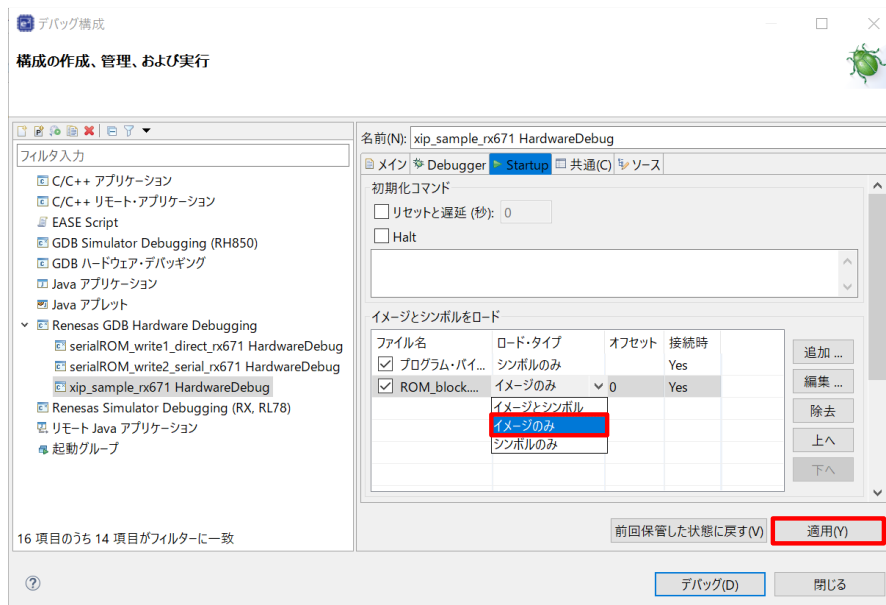 デバッグ構成
構成の作成、管理、および実行
フィルタ入力
C/C++ アプリケーション
C/C++ リモート・アプリケーション
EASE Script
GDB Simulator Debugging (RH850)
GDB ハードウェア・デバッギング
Java アプリケーション
Java アプレット
Renesas GDB Hardware Debugging
serialROM_write1_direct_rx671 HardwareDebug
serialROM_write2_serial_rx671 HardwareDebug
xip_sample_rx671 HardwareDebug
Renesas Simulator Debugging (RX, RL78)
リモート Java アプリケーション
起動グループ
16 項目のうち 14 項目がフィルターに一致
名前(N): xip_sample_rx671 HardwareDebug
メイン Debugger Startup 共通(C) ソース
初期化コマンド
リセットと遅延 (秒): 0
Halt
イメージとシンボルをロード
ファイル名 ロード・タイプ オフセット 接続時
プログラム・バイ... シンボルのみ Yes
ROM_block.... イメージのみ 0 Yes
イメージとシンボル
イメージのみ
シンボルのみ
追加 ...
編集 ...
除去
上へ
下へ
前回保管した状態に戻す(V) 適用(Y)
デバッグ(D) 閉じる